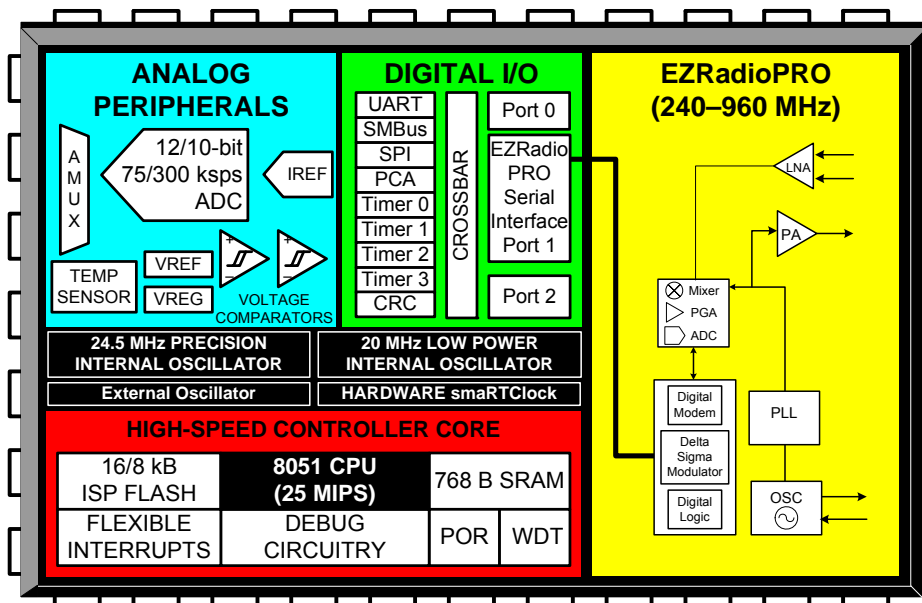 ANALOG
PERIPHERALS
A
M
U
X
12/10-bit
75/300 ksps
ADC
IREF
TEMP
SENSOR
VREF
VREG
+
–
+
–
VOLTAGE
COMPARATORS
DIGITAL I/O
UART
SMBus
SPI
PCA
Timer 0
Timer 1
Timer 2
Timer 3
CRC
CROSSBAR
Port 0
EZRadio
PRO
Serial
Interface
Port 1
Port 2
EZRadioPRO
(240–960 MHz)
LNA
PA
Mixer
PGA
ADC
Digital
Modem
Delta
Sigma
Modulator
Digital
Logic
PLL
OSC
24.5 MHz PRECISION
INTERNAL OSCILLATOR
20 MHz LOW POWER
INTERNAL OSCILLATOR
External Oscillator
HARDWARE smaRTClock
HIGH-SPEED CONTROLLER CORE
16/8 kB
ISP FLASH
8051 CPU
(25 MIPS)
768 B SRAM
FLEXIBLE
INTERRUPTS
DEBUG
CIRCUITRY
POR
WDT